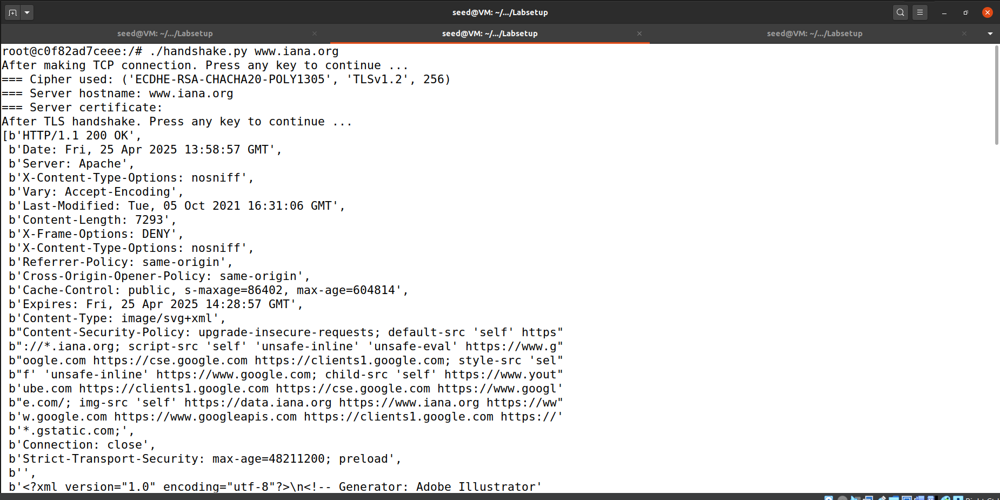 seed@VM: ~/.../Labsetup
seed@VM: ~/.../Labsetup
seed@VM: ~/.../Labsetup
seed@VM: ~/.../Labsetup
root@c0f82ad7ceee:/# ./handshake.py www.iana.org
After making TCP connection. Press any key to continue ...
=== Cipher used: ('ECDHE-RSA-CHACHA20-POLY1305', 'TLSv1.2', 256)
=== Server hostname: www.iana.org
=== Server certificate:
After TLS handshake. Press any key to continue ...
[b'HTTP/1.1 200 OK',
 b'Date: Fri, 25 Apr 2025 13:58:57 GMT',
 b'Server: Apache',
 b'X-Content-Type-Options: nosniff',
 b'Vary: Accept-Encoding',
 b'Last-Modified: Tue, 05 Oct 2021 16:31:06 GMT',
 b'Content-Length: 7293',
 b'X-Frame-Options: DENY',
 b'X-Content-Type-Options: nosniff',
 b'Referrer-Policy: same-origin',
 b'Cross-Origin-Opener-Policy: same-origin',
 b'Cache-Control: public, s-maxage=86402, max-age=604814',
 b'Expires: Fri, 25 Apr 2025 14:28:57 GMT',
 b'Content-Type: image/svg+xml',
 b"Content-Security-Policy: upgrade-insecure-requests; default-src 'self' https"
 b"://*.iana.org; script-src 'self' 'unsafe-inline' 'unsafe-eval' https://www.g"
 b"oogle.com https://cse.google.com https://clients1.google.com; style-src 'sel"
 b"f' 'unsafe-inline' https://www.google.com; child-src 'self' https://www.yout"
 b'ube.com https://clients1.google.com https://cse.google.com https://www.googl'
 b"e.com/; img-src 'self' https://data.iana.org https://www.iana.org https://ww"
 b'w.google.com https://www.googleapis.com https://clients1.google.com https://'
 b'*.gstatic.com;',
 b'Connection: close',
 b'Strict-Transport-Security: max-age=48211200; preload',
 b'',
 b'<?xml version="1.0" encoding="utf-8"?>\n<!-- Generator: Adobe Illustrator'